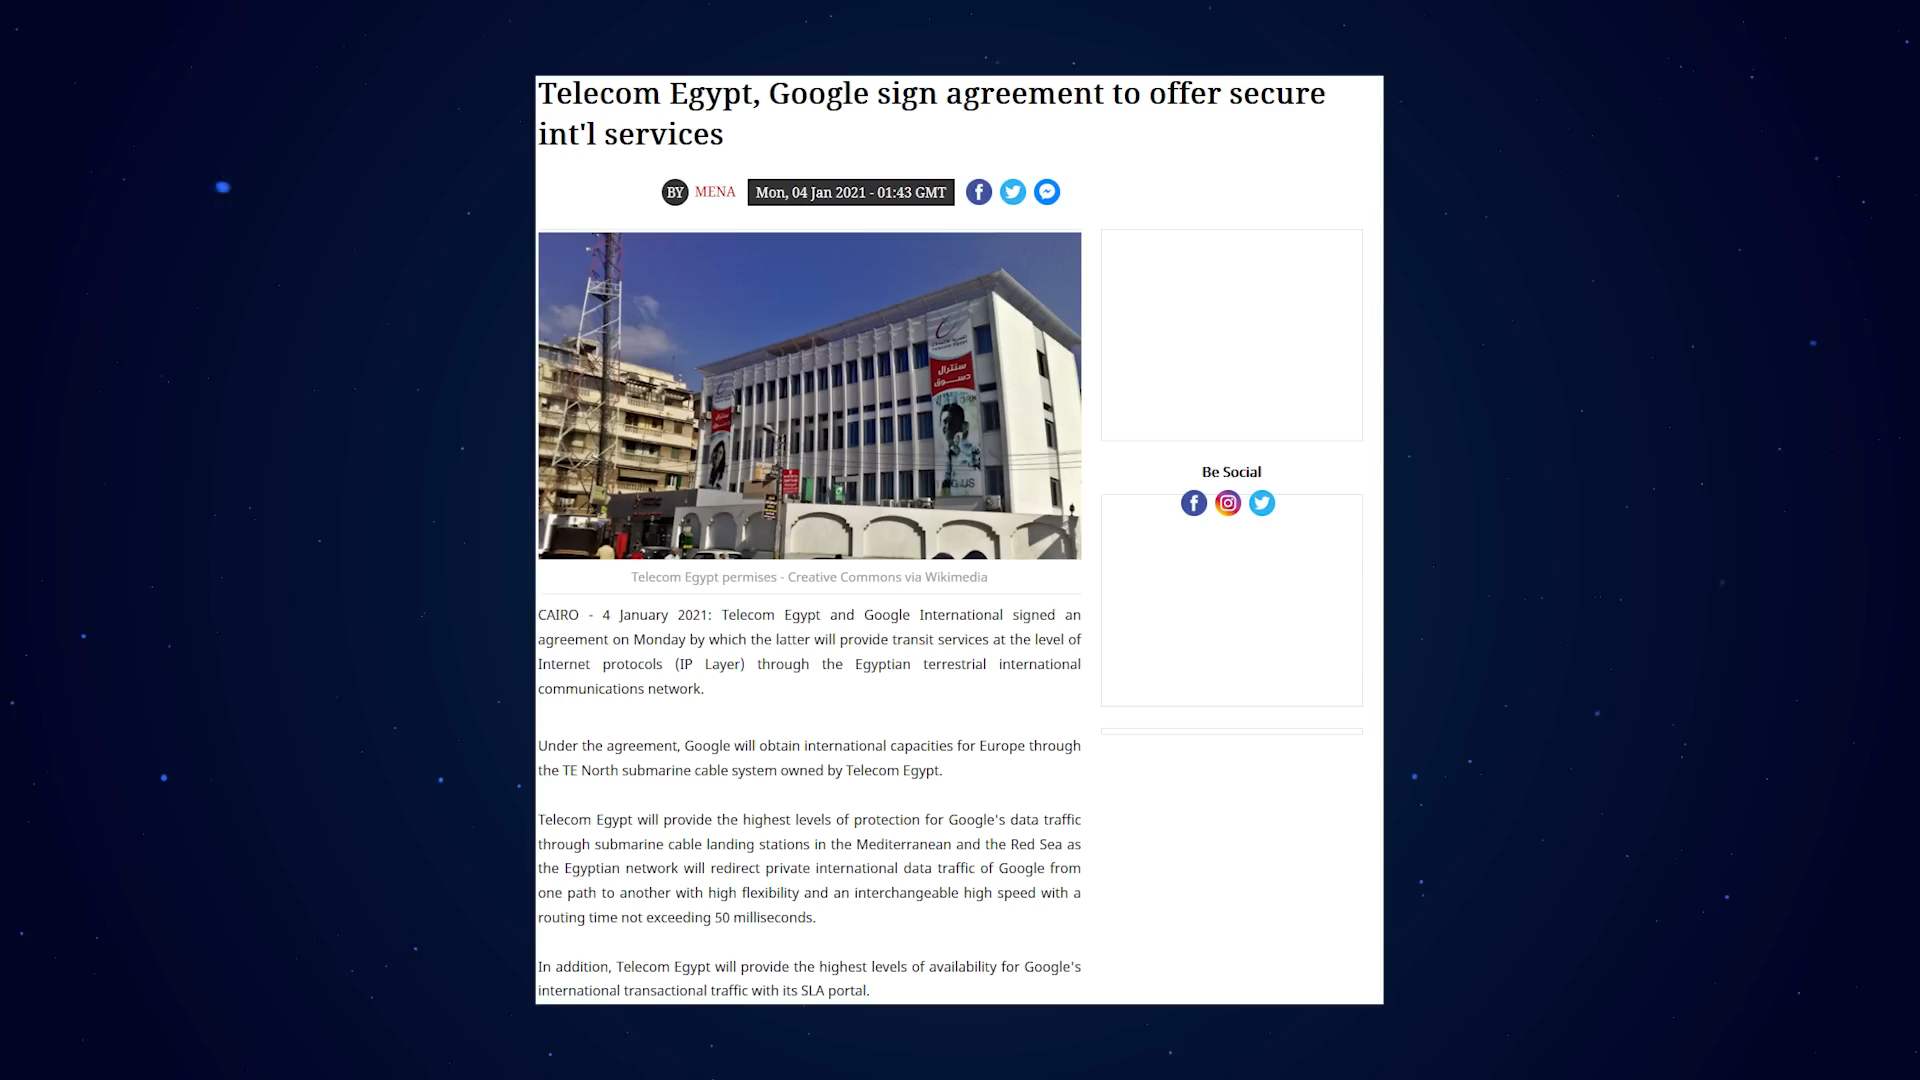 Telecom Egypt, Google sign agreement to offer secure
int'l services
BY MENA Mon, 04 Jan 2021 - 01:43 GMT
سنترال
دسوق
Telecom Egypt permises - Creative Commons via Wikimedia
CAIRO - 4 January 2021: Telecom Egypt and Google International signed an
agreement on Monday by which the latter will provide transit services at the level of
Internet protocols (IP Layer) through the Egyptian terrestrial international
communications network.
Under the agreement, Google will obtain international capacities for Europe through
the TE North submarine cable system owned by Telecom Egypt.
Telecom Egypt will provide the highest levels of protection for Google's data traffic
through submarine cable landing stations in the Mediterranean and the Red Sea as
the Egyptian network will redirect private international data traffic of Google from
one path to another with high flexibility and an interchangeable high speed with a
routing time not exceeding 50 milliseconds.
In addition, Telecom Egypt will provide the highest levels of availability for Google's
international transactional traffic with its SLA portal.
Be Social